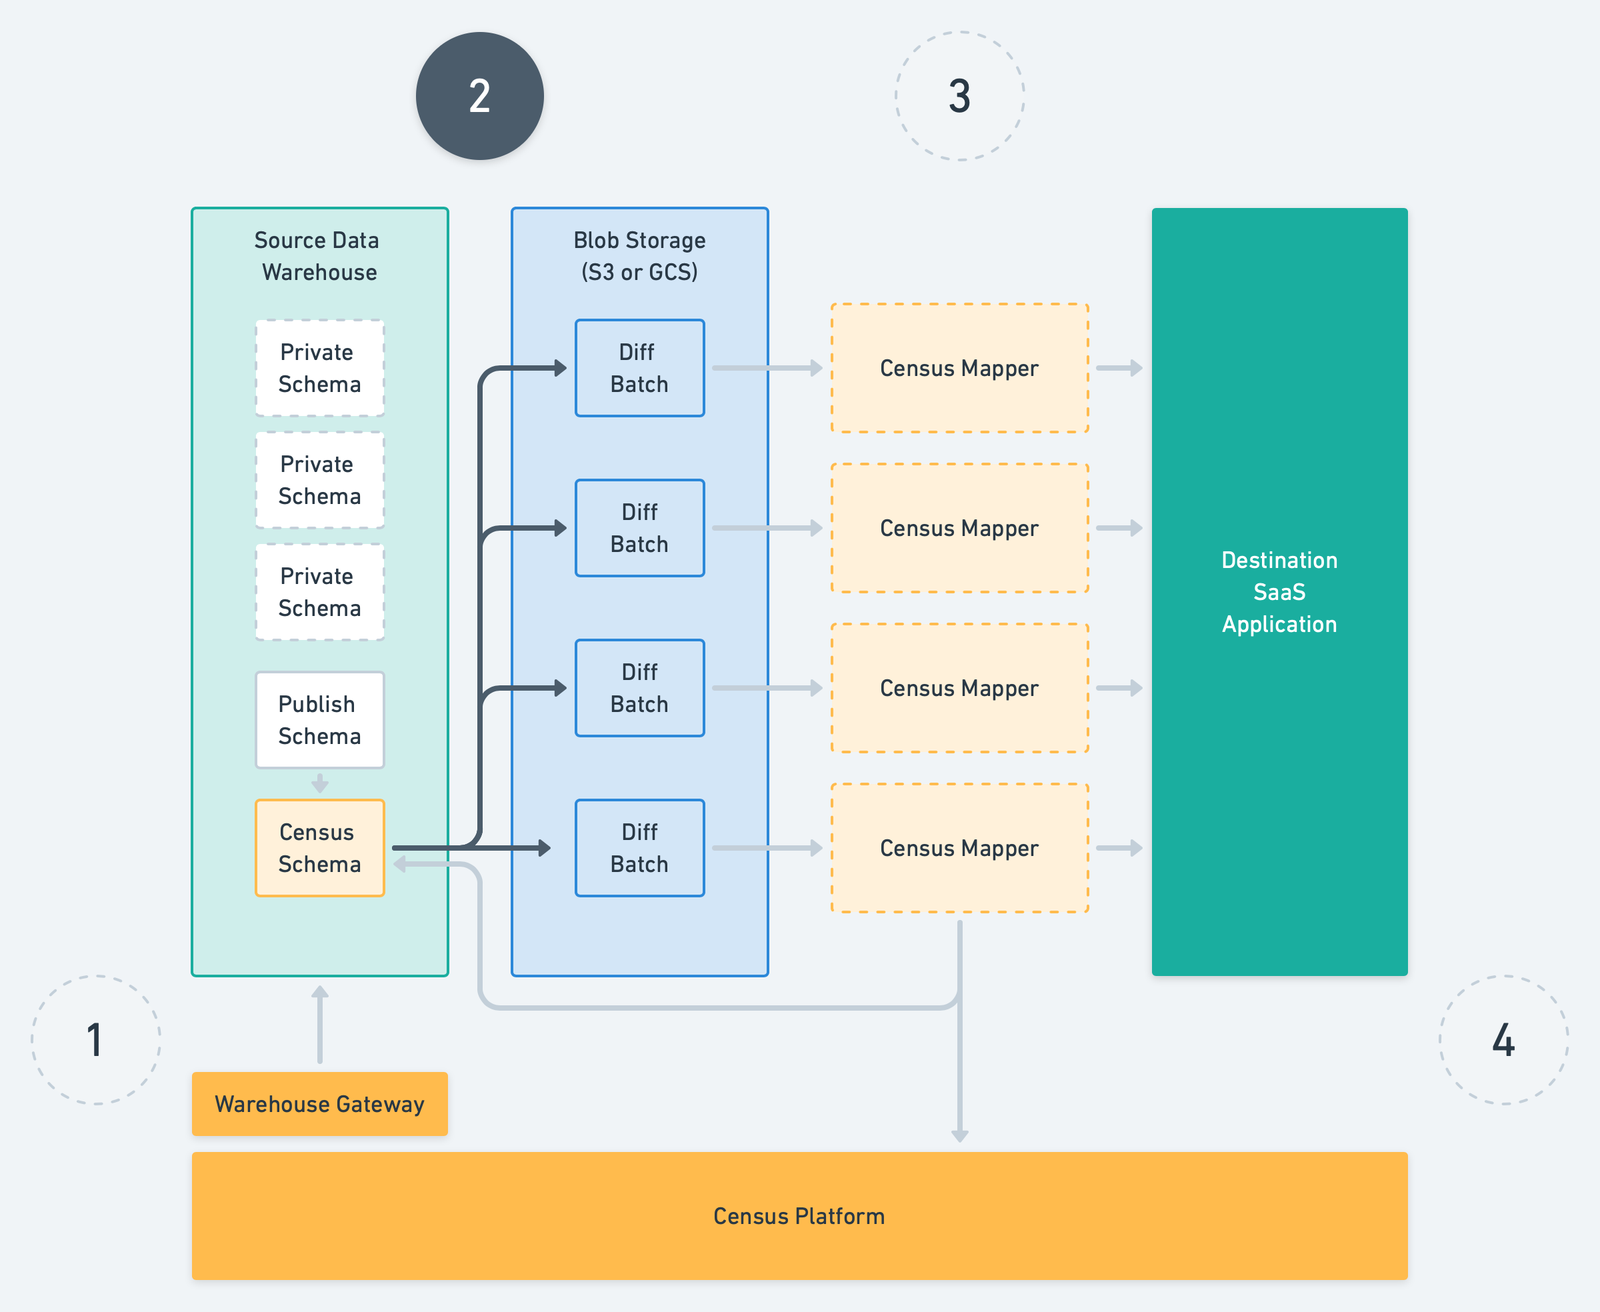 2
3
Source Data
Warehouse
Private
Schema
Private
Schema
Private
Schema
Publish
Schema
Census
Schema
Blob Storage
(S3 or GCS)
Diff
Batch
Diff
Batch
Diff
Batch
Diff
Batch
Census Mapper
Census Mapper
Census Mapper
Census Mapper
Destination
SaaS
Application
1
4
Warehouse Gateway
Census Platform